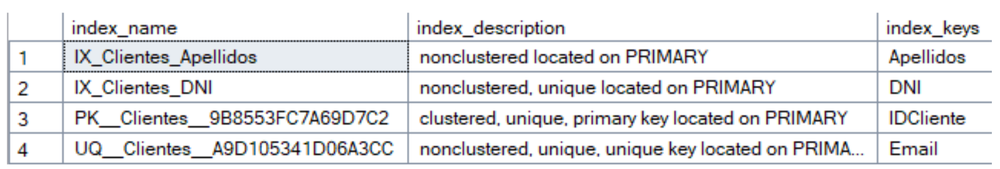 index_name index_description index_keys
1 IX_Clientes_Apellidos nonclustered located on PRIMARY Apellidos
2 IX_Clientes_DNI nonclustered, unique located on PRIMARY DNI
3 PK__Clientes__9B8553FC7A69D7C2 clustered, unique, primary key located on PRIMARY IDCliente
4 UQ__Clientes__A9D105341D06A3CC nonclustered, unique, unique key located on PRIMA... Email